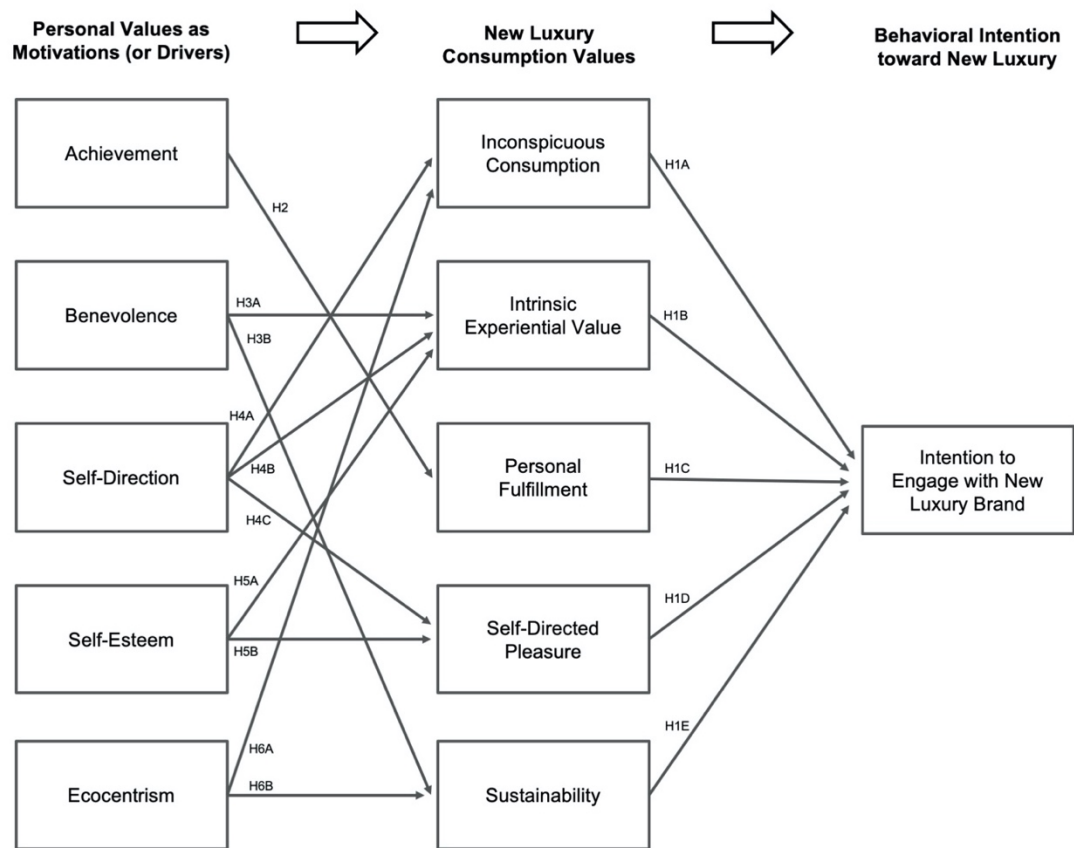 Personal Values as
Motivations (or Drivers)
New Luxury
Consumption Values
Behavioral Intention
toward New Luxury
Achievement
Inconspicuous
Consumption
H1A
H2
Benevolence
H3A
H3B
Intrinsic
Experiential Value
H1B
Self-Direction
H4A
H4B
H4C
Personal
Fulfillment
H1C
Intention to
Engage with New
Luxury Brand
Self-Esteem
H5A
H5B
Self-Directed
Pleasure
H1D
Ecocentrism
H6A
H6B
Sustainability
H1E